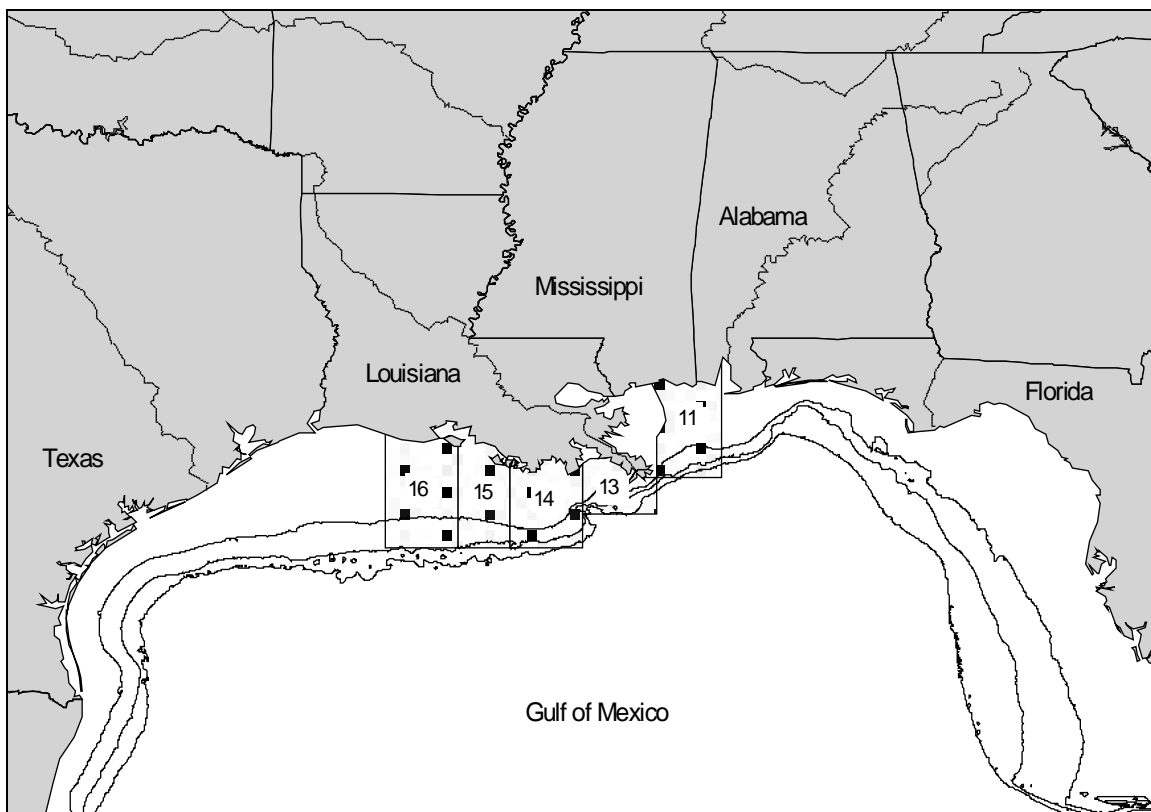 Alabama
Mississippi
Louisiana
Florida
11
Texas
16
15
14
13
Gulf of Mexico